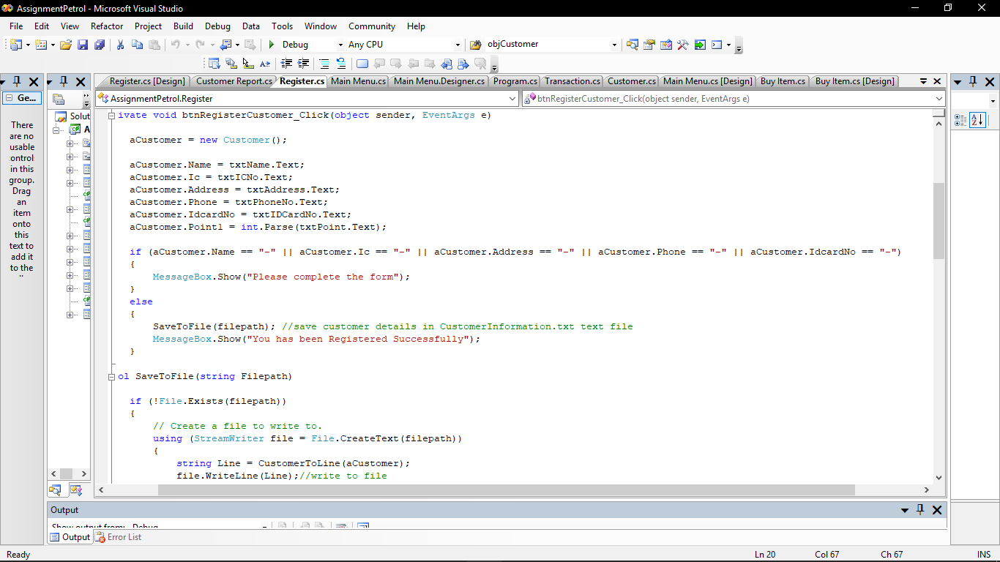 AssignmentPetrol - Microsoft Visual Studio
File Edit View Refactor Project Build Debug Data Tools Window Community Help
Debug Any CPU objCustomer
Register.cs [Design] Customer Report.cs Register.cs Main Menu.cs Main Menu.Designer.cs Program.cs Transaction.cs Customer.cs Main Menu.cs [Design] Buy Item.cs Buy Item.cs [Design]
Ge...
There
are no
usable
ontrol
in this
group.
Drag
an
item
onto
this
text to
add it
to the
Solut
A
AssignmentPetrol.Register btnRegisterCustomer_Click(object sender, EventArgs e)
ivate void btnRegisterCustomer_Click(object sender, EventArgs e)
aCustomer = new Customer();
aCustomer.Name = txtName.Text;
aCustomer.Ic = txtICNo.Text;
aCustomer.Address = txtAddress.Text;
aCustomer.Phone = txtPhoneNo.Text;
aCustomer.IdcardNo = txtIDCardNo.Text;
aCustomer.Point1 = int.Parse(txtPoint.Text);
if (aCustomer.Name == "-" || aCustomer.Ic == "-" || aCustomer.Address == "-" || aCustomer.Phone == "-" || aCustomer.IdcardNo == "-")
{
MessageBox.Show("Please complete the form");
}
else
{
SaveToFile(filepath); //save customer details in CustomerInformation.txt text file
MessageBox.Show("You has been Registered Successfully");
}
ol SaveToFile(string Filepath)
if (!File.Exists(filepath))
{
// Create a file to write to.
using (StreamWriter file = File.CreateText(filepath))
{
string Line = CustomerToLine(aCustomer);
file.WriteLine(Line);//write to file
Output
Show output from: Debug
Output Error List
Ready Ln 20 Col 67 Ch 67 INS